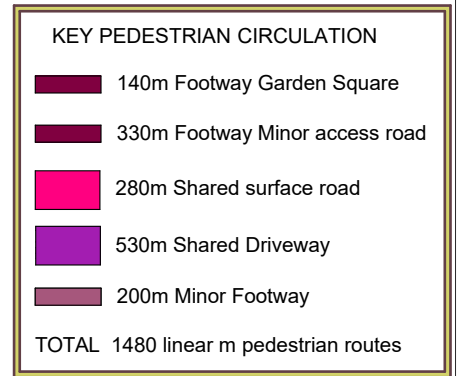 KEY PEDESTRIAN CIRCULATION
140m Footway Garden Square
330m Footway Minor access road
280m Shared surface road
530m Shared Driveway
200m Minor Footway
TOTAL 1480 linear m pedestrian routes